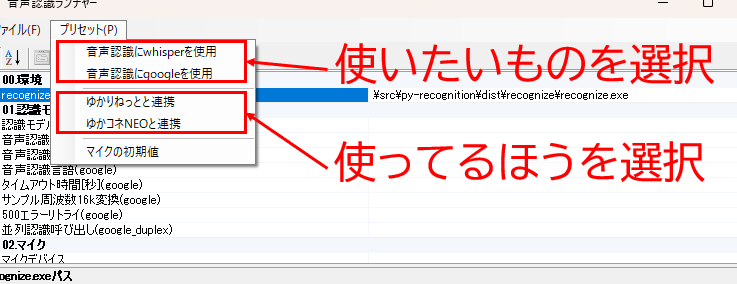 音声認識ランチャー
ァイル(F)
プリセット(P)
音声認識にwhisperを使用
音声認識にgoogleを使用
使いたいものを選択
00.環境
recogniz
ゆかりねっとと連携
.¥src¥py-recognition¥dist¥recognize¥recognize.exe
01.認識モ
認識モデル
ゆかコネNEOと連携
音声
使ってるほうを選択
音声
マイクの初期値
音声認識言語(google)
タイムアウト時間[秒](google)
サンプル周波数16k変換(google)
500エラーリトライ(google)
並列認識呼び出し(google_duplex)
02.マイク
マイクデバイス
ognize.exeパス